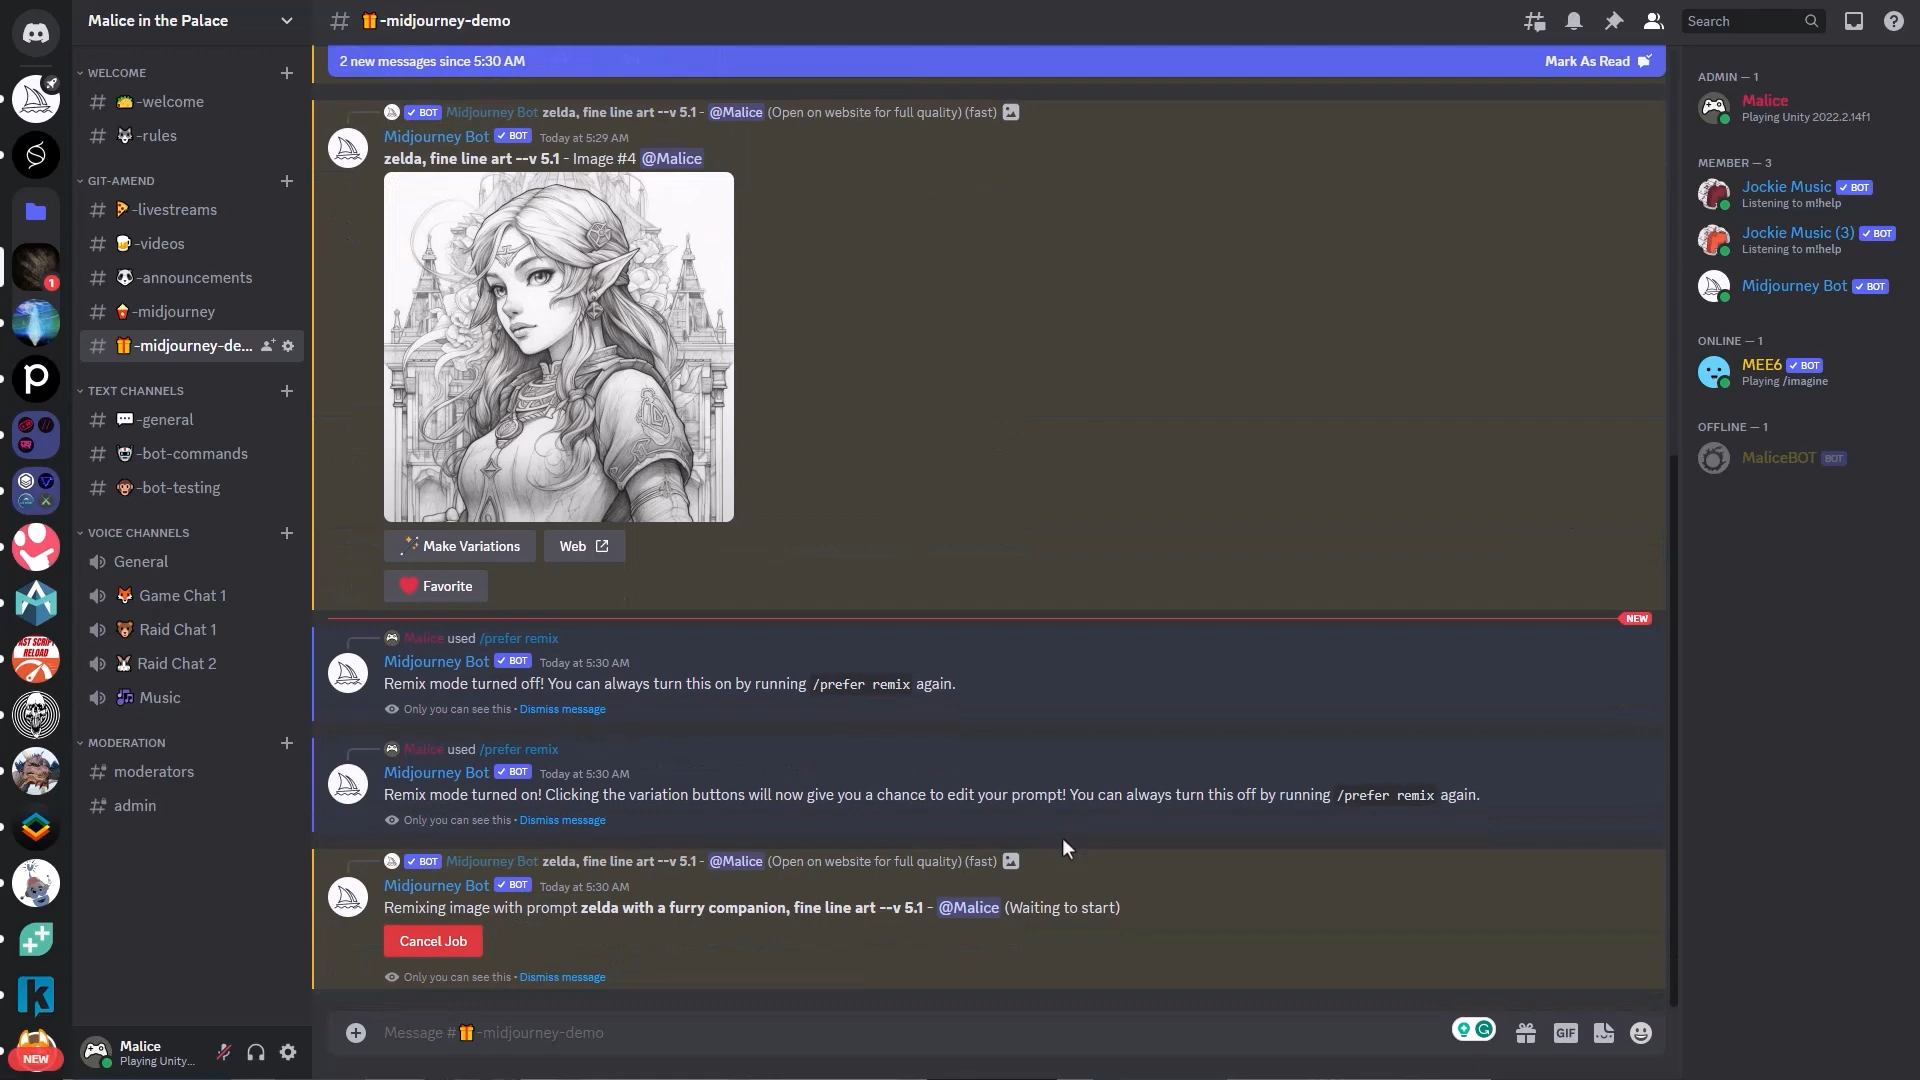 Malice in the Palace
WELCOME
-welcome
-rules
GIT-AMEND
-livestreams
-videos
-announcements
-midjourney
-midjourney-de...
TEXT CHANNELS
-general
-bot-commands
-bot-testing
VOICE CHANNELS
General
Game Chat 1
Raid Chat 1
Raid Chat 2
Music
MODERATION
moderators
admin
Malice
Playing Unity...
1
NEW
-midjourney-demo
Search
2 new messages since 5:30 AM
Mark As Read
BOT Midjourney Bot zelda, fine line art --v 5.1 - @Malice (Open on website for full quality) (fast)
Midjourney Bot BOT Today at 5:29 AM
zelda, fine line art --v 5.1 - Image #4 @Malice
Make Variations
Web
Favorite
NEW
Malice used /prefer remix
Midjourney Bot BOT Today at 5:30 AM
Remix mode turned off! You can always turn this on by running /prefer remix again.
Only you can see this • Dismiss message
Malice used /prefer remix
Midjourney Bot BOT Today at 5:30 AM
Remix mode turned on! Clicking the variation buttons will now give you a chance to edit your prompt! You can always turn this off by running /prefer remix again.
Only you can see this • Dismiss message
BOT Midjourney Bot zelda, fine line art --v 5.1 - @Malice (Open on website for full quality) (fast)
Midjourney Bot BOT Today at 5:30 AM
Remixing image with prompt zelda with a furry companion, fine line art --v 5.1 - @Malice (Waiting to start)
Cancel Job
Only you can see this • Dismiss message
Message # -midjourney-demo
GIF
ADMIN — 1
Malice
Playing Unity 2022.2.14f1
MEMBER — 3
Jockie Music BOT
Listening to m!help
Jockie Music (3) BOT
Listening to m!help
Midjourney Bot BOT
ONLINE — 1
MEE6 BOT
Playing /imagine
OFFLINE — 1
MaliceBOT BOT